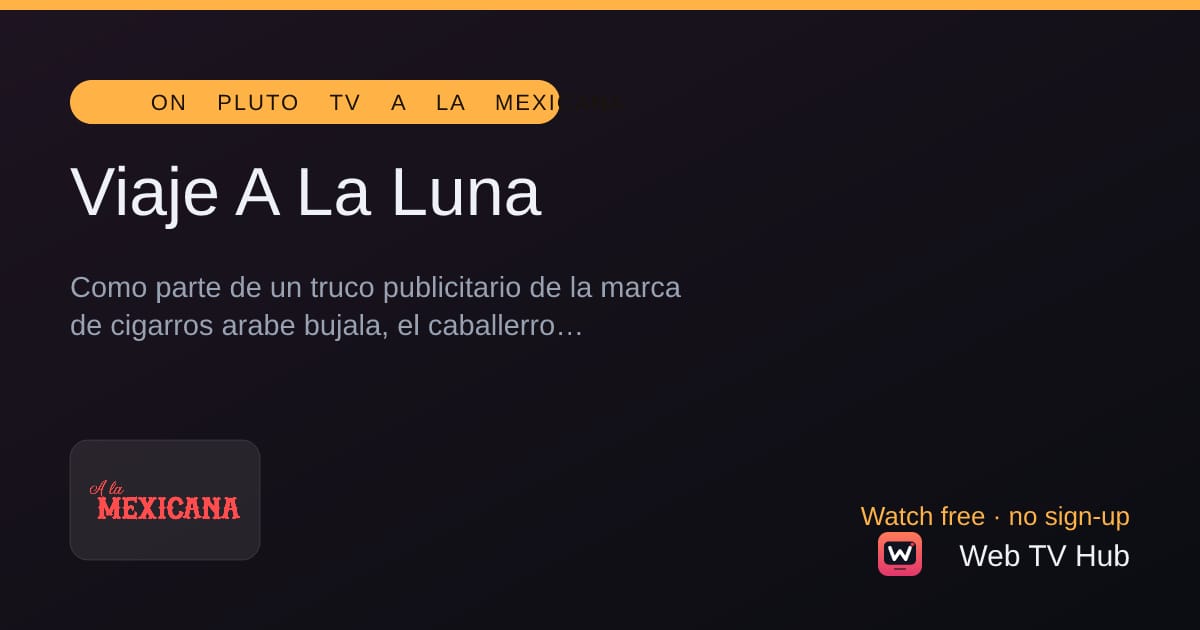 ON PLUTO TV A LA MEXICANA
Viaje A La Luna
Como parte de un truco publicitario de la marca
de cigarros arabe bujala, el caballerro…
A la
MEXICANA
Watch free · no sign-up
W
Web TV Hub